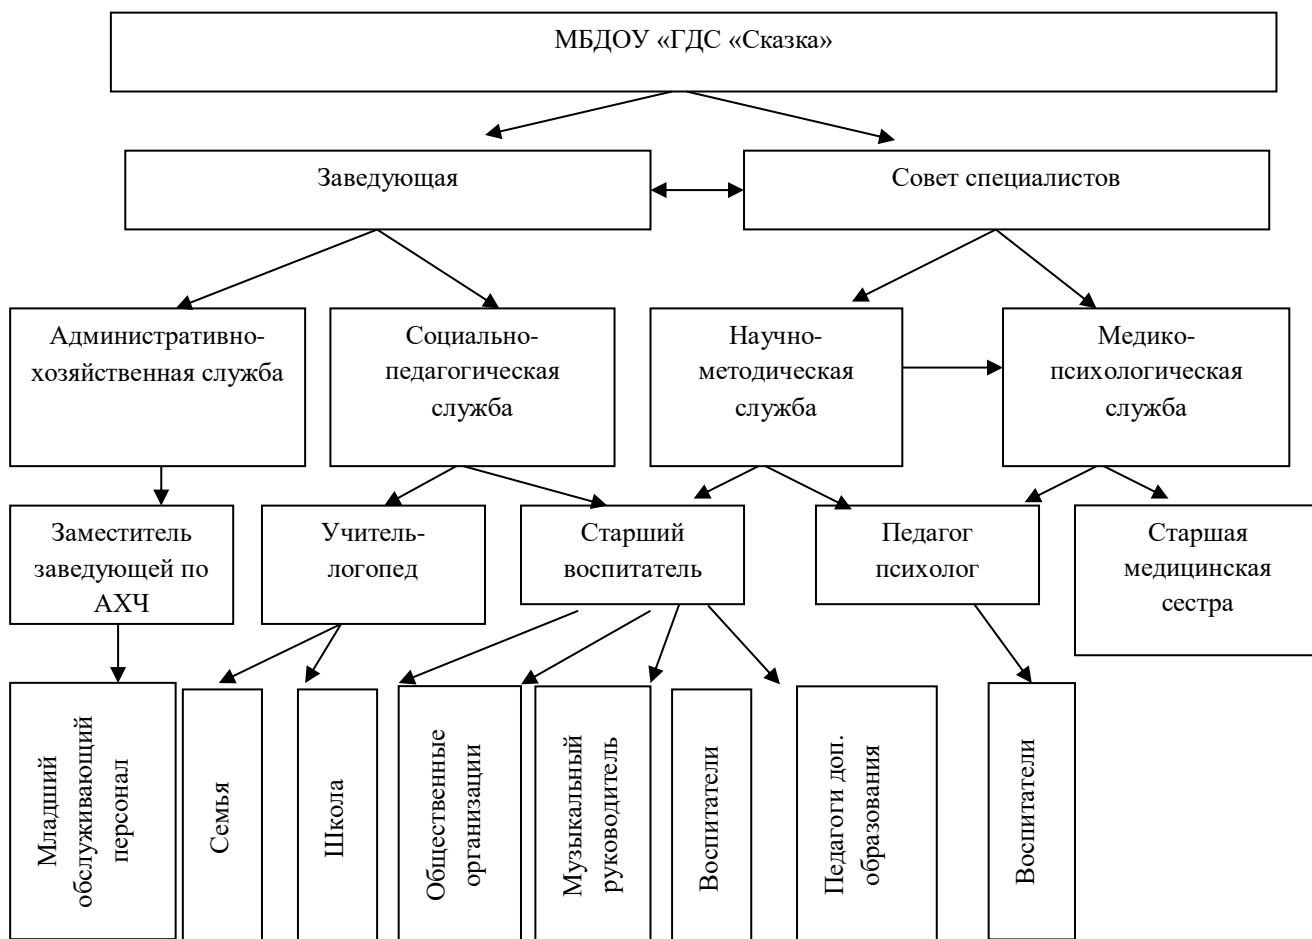 МБДОУ «ГДС «Сказка»
Заведующая
Совет специалистов
Административно-
хозяйственная служба
Социально-
педагогическая
служба
Научно-
методическая
служба
Медико-
психологическая
служба
Заместитель
заведующей по
АХЧ
Учитель-
логопед
Старший
воспитатель
Педагог
психолог
Старшая
медицинская
сестра
Младший
обслуживающий
персонал
Семья
Школа
Общественные
организации
Музыкальный
руководитель
Воспитатели
Педагоги доп.
образования
Воспитатели